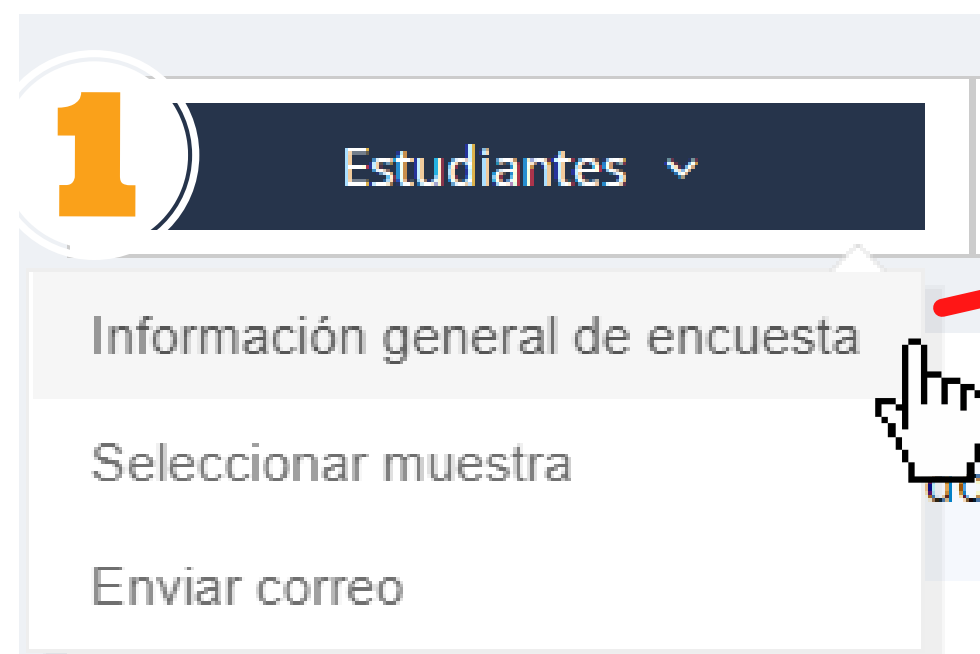 1
Estudiantes
Información general de encuesta
Seleccionar muestra
Enviar correo